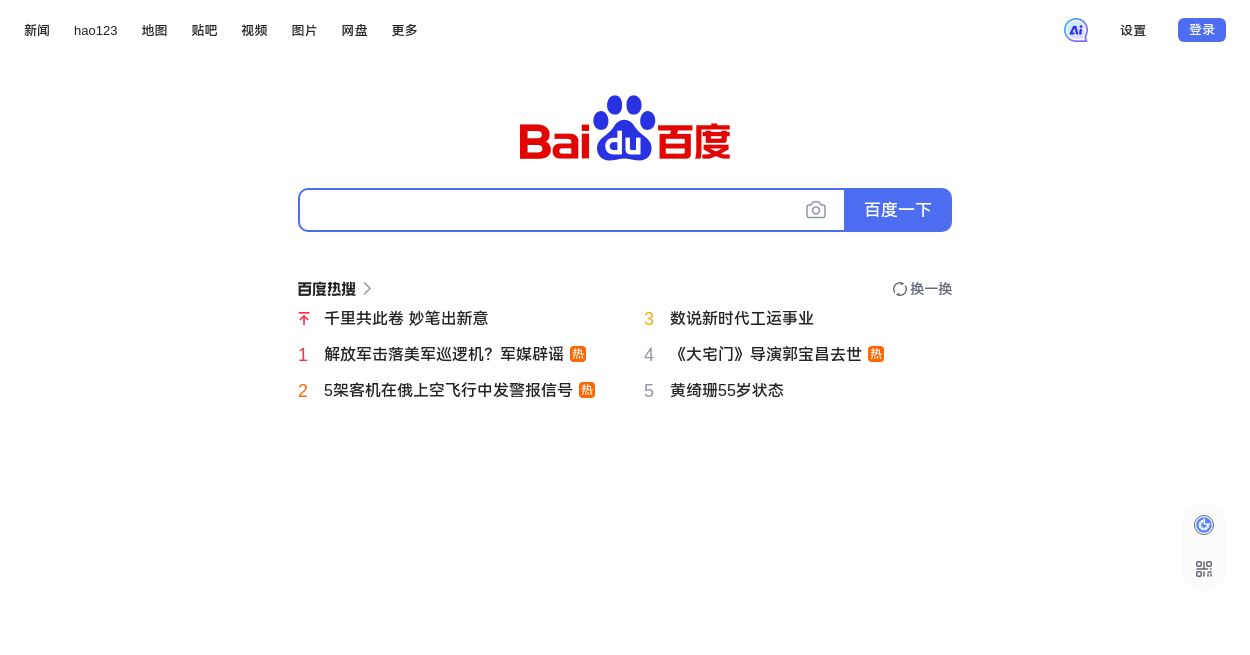 新闻 hao123 地图 贴吧 视频 图片 网盘 更多 Ai 设置 登录
Bai du 百度
百度一下
百度热搜 换一换
千里共此卷 妙笔出新意
1 解放军击落美军巡逻机？军媒辟谣 热
2 5架客机在俄上空飞行中发警报信号 热
3 数说新时代工运事业
4 《大宅门》导演郭宝昌去世 热
5 黄绮珊55岁状态